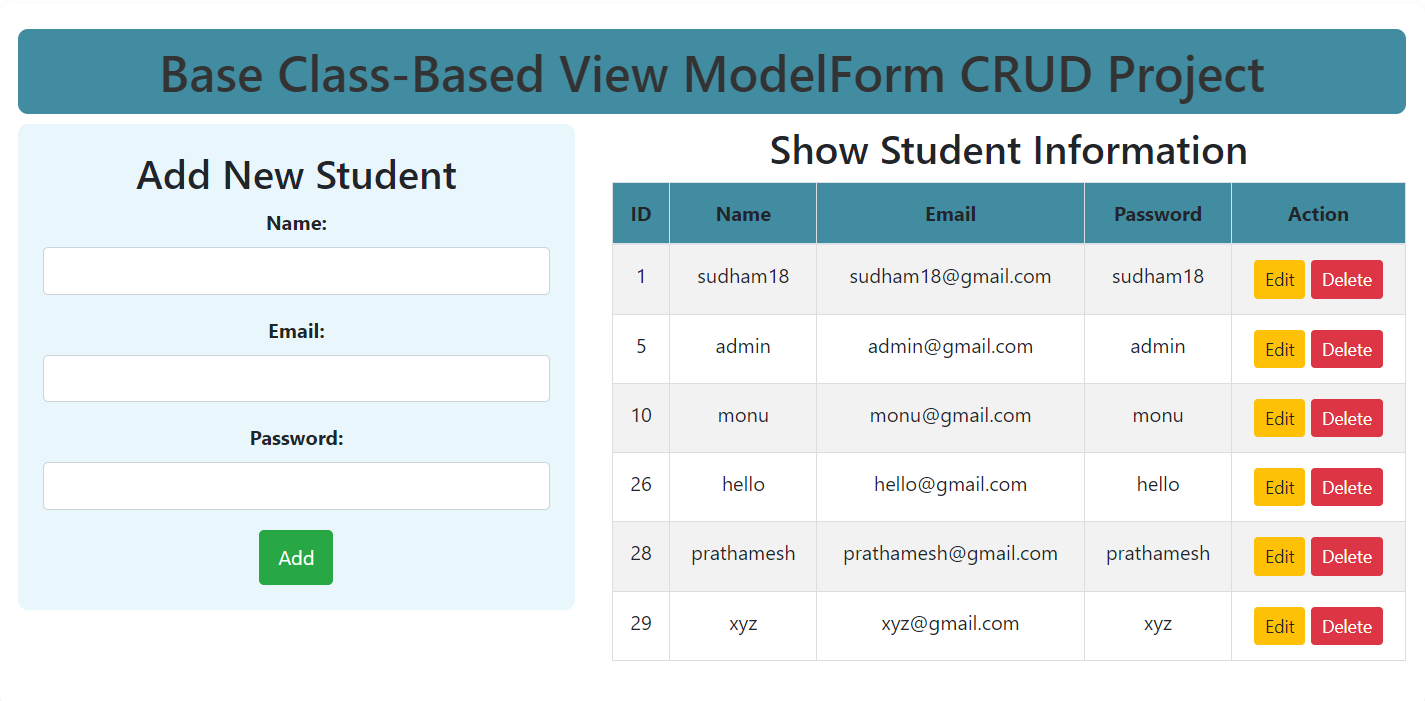 Base Class-Based View ModelForm CRUD Project
Add New Student
Name:
Email:
Password:
Add
Show Student Information
ID Name Email Password Action
1 sudham18 sudham18@gmail.com sudham18 Edit Delete
5 admin admin@gmail.com admin Edit Delete
10 monu monu@gmail.com monu Edit Delete
26 hello hello@gmail.com hello Edit Delete
28 prathamesh prathamesh@gmail.com prathamesh Edit Delete
29 xyz xyz@gmail.com xyz Edit Delete